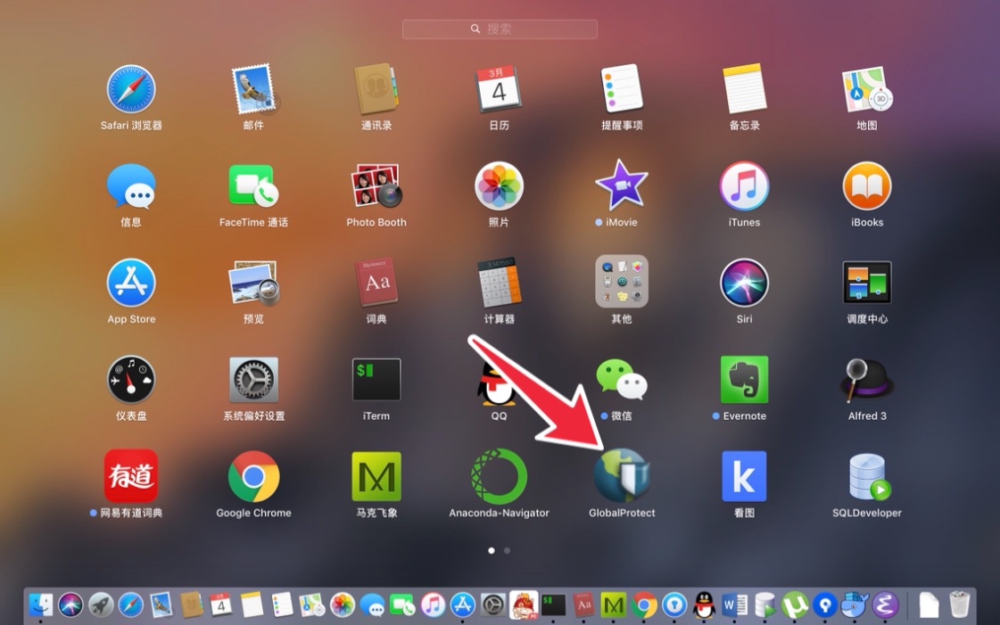 搜索
3月
4
3D
Safari 浏览器
邮件
通讯录
日历
提醒事项
备忘录
地图
信息
FaceTime 通话
Photo Booth
照片
iMovie
iTunes
iBooks
Dictionary
Aa
App Store
预览
词典
计算器
其他
Siri
调度中心
$
仪表盘
系统偏好设置
iTerm
QQ
微信
Evernote
Alfred 3
有道
M
k
网易有道词典
Google Chrome
马克飞象
Anaconda-Navigator
GlobalProtect
看图
SQLDeveloper
4
$
Aa
M
W
µ